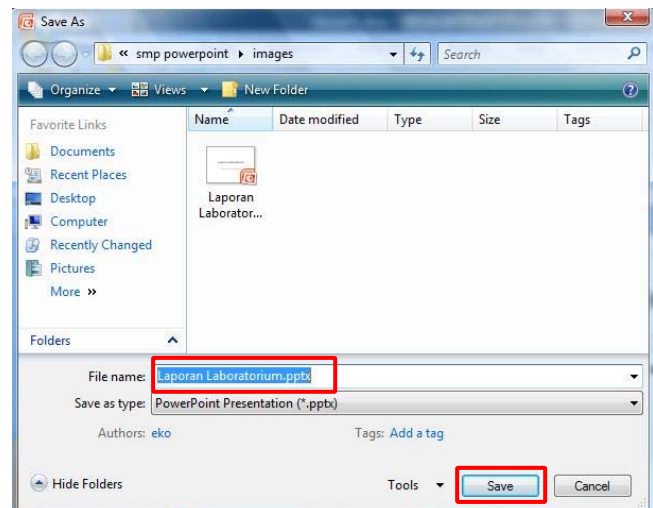 Save As
« smp powerpoint ▸ images
Search
Organize Views New Folder
Favorite Links
Name Date modified Type Size Tags
Documents
Recent Places
Desktop
Computer
Recently Changed
Pictures
More »
Laporan
Laborator...
Folders
File name: Laporan Laboratorium.pptx
Save as type: PowerPoint Presentation (*.pptx)
Authors: eko Tags: Add a tag
Hide Folders Tools Save Cancel